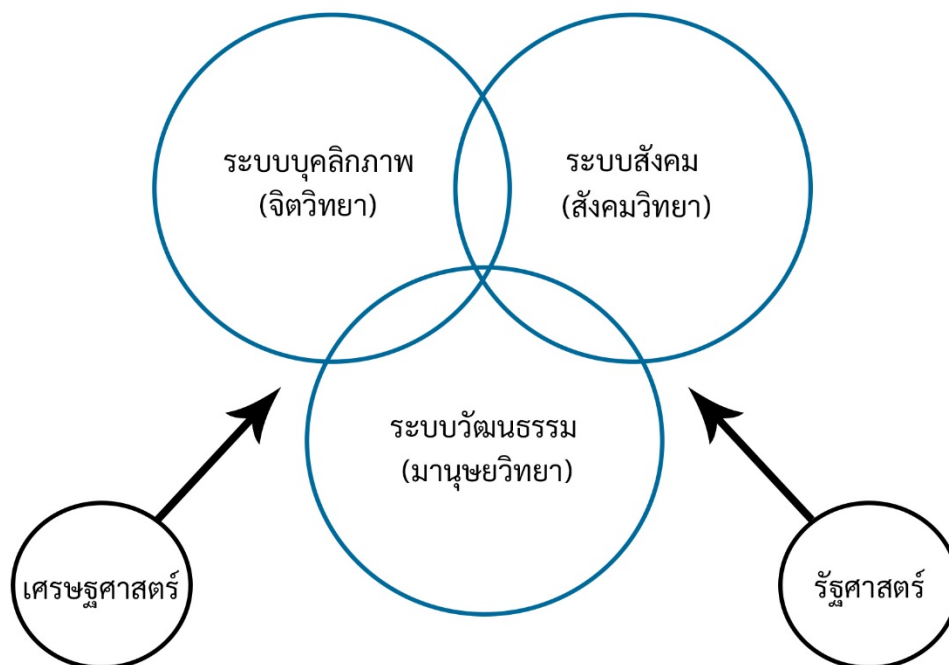 ระบบบุคลิกภาพ
(จิตวิทยา)
ระบบสังคม
(สังคมวิทยา)
ระบบวัฒนธรรม
(มานุษยวิทยา)
เศรษฐศาสตร์
รัฐศาสตร์